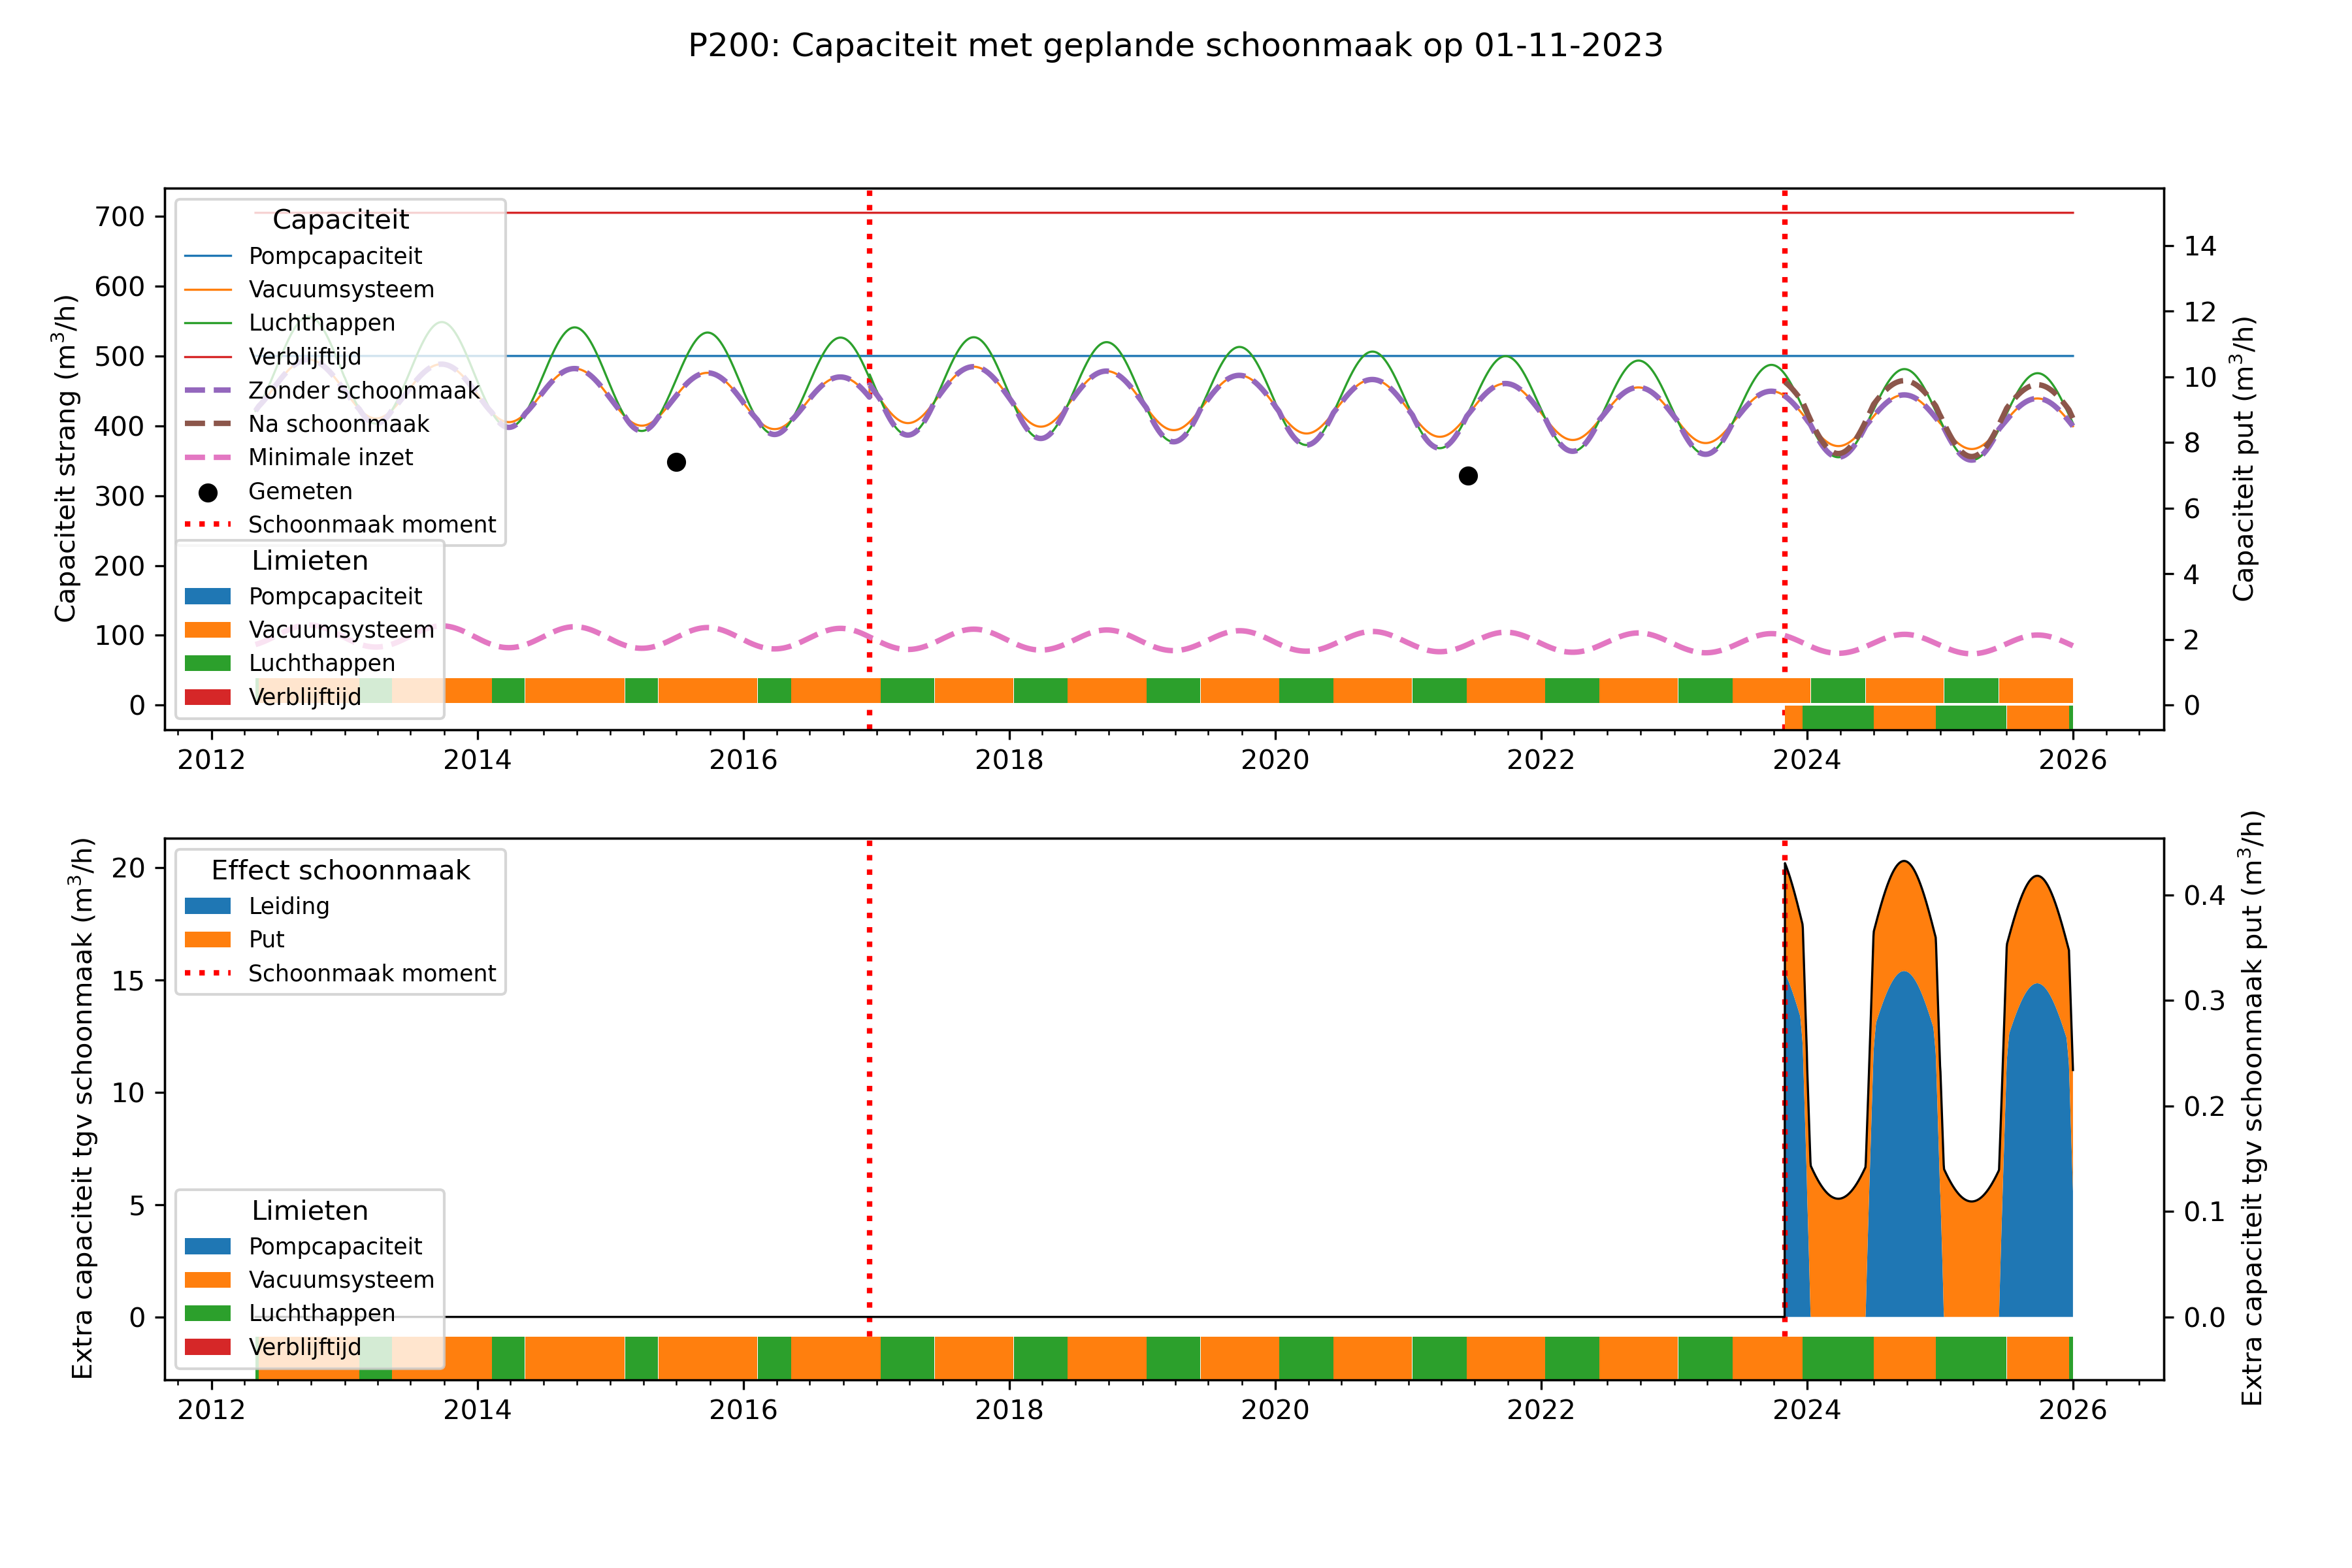 P200: Capaciteit met geplande schoonmaak op 01-11-2023
Capaciteit strang (m³/h)
700
600
500
400
300
200
100
0
Capaciteit
Pompcapaciteit
Vacuumsysteem
Luchthappen
Verblijftijd
Zonder schoonmaak
Na schoonmaak
Minimale inzet
Gemeten
Schoonmaak moment
Limieten
Pompcapaciteit
Vacuumsysteem
Luchthappen
Verblijftijd
14
12
10
8
6
4
2
0
Capaciteit put (m³/h)
2012 2014 2016 2018 2020 2022 2024 2026
Extra capaciteit tgv schoonmaak (m³/h)
20
15
10
5
0
Effect schoonmaak
Leiding
Put
Schoonmaak moment
Limieten
Pompcapaciteit
Vacuumsysteem
Luchthappen
Verblijftijd
0.4
0.3
0.2
0.1
0.0
Extra capaciteit tgv schoonmaak put (m³/h)
2012 2014 2016 2018 2020 2022 2024 2026